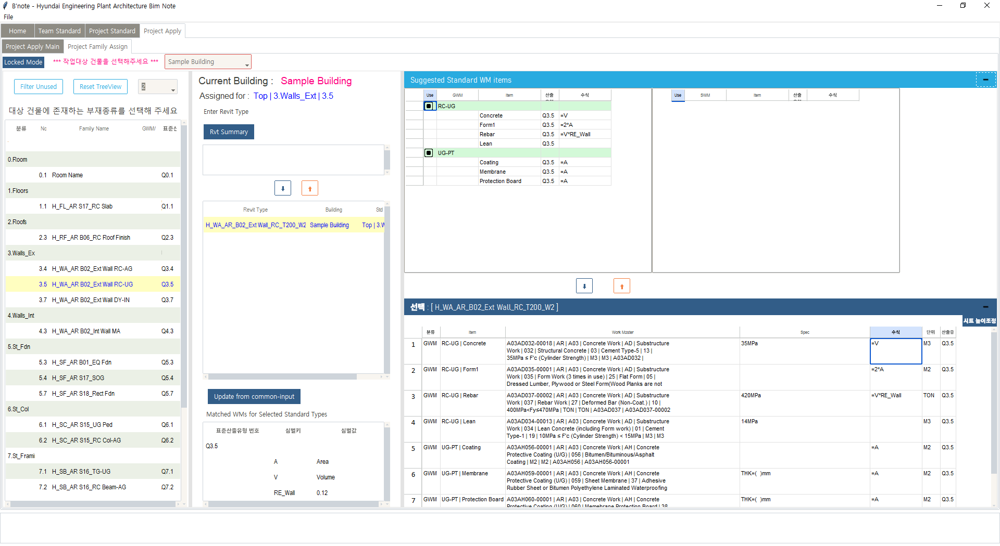 B'note - Hyundai Engineering Plant Architecture Bim Note
File
Home
Team Standard
Project Standard
Project Apply
Project Apply Main
Project Family Assign
Locked Mode
*** 작업대상 건물을 선택해주세요 ***
Sample Building
Filter Unused
Reset TreeView
2
대상 건물에 존재하는 부재종류를 선택해 주세요
분류 No Family Name GWM/ 표준산
0.Room
0.1 Room Name Q0.1
1.Floors
1.1 H_FL_AR S17_RC Slab Q1.1
2.Roofs
2.3 H_RF_AR B06_RC Roof Finish Q2.3
3.Walls_Ex
3.4 H_WA_AR B02_Ext Wall RC-AG Q3.4
3.5 H_WA_AR B02_Ext Wall RC-UG Q3.5
3.7 H_WA_AR B02_Ext Wall DY-IN Q3.7
4.Walls_Int
4.3 H_WA_AR B02_Int Wall MA Q4.3
5.St_Fdn
5.3 H_SF_AR B01_EQ Fdn Q5.3
5.4 H_SF_AR S17_SOG Q5.4
5.7 H_SF_AR S18_Rect Fdn Q5.7
6.St_Col
6.1 H_SC_AR S15_UG Ped Q6.1
6.2 H_SC_AR S15_RC Col-AG Q6.2
7.St_Frami
7.1 H_SB_AR S16_TG-UG Q7.1
7.2 H_SB_AR S16_RC Beam-AG Q7.2
Current Building : Sample Building
Assigned for : Top | 3.Walls_Ext | 3.5
Enter Revit Type
Rvt Summary
Revit Type Building Std
H_WA_AR_B02_Ext Wall_RC_T200_W2 Sample Building Top | 3.W
Update from common-input
Matched WMs for Selected Standard Types
표준산출유형 번호 심벌키 심벌값
Q3.5
A Area
V Volume
RE_Wall 0.12
Suggested Standard WM items
Use GWM Item 산출 수식
RC-UG
Concrete Q3.5 =V
Form1 Q3.5 =2*A
Rebar Q3.5 =V*RE_Wall
Lean Q3.5
UG-PT
Coating Q3.5 =A
Membrane Q3.5 =A
Protection Board Q3.5 =A
Use SWM Item 산출 수식
선택 : [ H_WA_AR_B02_Ext Wall_RC_T200_W2 ]
시트 높이조정
분류 Item Work Master Spec 수식 단위 산출유
1 GWM RC-UG | Concrete A03AD032-00018 | AR | A03 | Concrete Work | AD | Substructure 35MPa =V M3 Q3.5
Work | 032 | Structural Concrete | 03 | Cement Type-5 | 13 |
35MPa ≤ F'c (Cylinder Strength) | M3 | M3 | A03AD032 |
2 GWM RC-UG | Form1 A03AD035-00001 | AR | A03 | Concrete Work | AD | Substructure =2*A M2 Q3.5
Work | 035 | Form Work (3 times in use) | 25 | Flat Form | 05 |
Dressed Lumber, Plywood or Steel Form(Wood Planks are not
3 GWM RC-UG | Rebar A03AD037-00002 | AR | A03 | Concrete Work | AD | Substructure 420MPa =V*RE_Wall TON Q3.5
Work | 037 | Rebar Work | 27 | Deformed Bar (Non-Coat.) | 10 |
400MPa<Fy≤470MPa | TON | TON | A03AD037 | A03AD037-00002
4 GWM RC-UG | Lean A03AD034-00013 | AR | A03 | Concrete Work | AD | Substructure 14MPa M3 Q3.5
Work | 034 | Lean Concrete (including Form work) | 01 | Cement
Type-1 | 19 | 10MPa ≤ F'c (Cylinder Strength) < 15MPa | M3 | M3
5 GWM UG-PT | Coating A03AH056-00001 | AR | A03 | Concrete Work | AH | Concrete =A M2 Q3.5
Protective Coating (U/G) | 056 | Bitumen/Bituminous/Asphalt
Coating | M2 | M2 | A03AH056 | A03AH056-00001
6 GWM UG-PT | Membrane A03AH059-00001 | AR | A03 | Concrete Work | AH | Concrete THK=( )mm =A M2 Q3.5
Protective Coating (U/G) | 059 | Sheet Membrane | 37 | Adhesive
Rubber Sheet or Bitumen Polyethylene Laminated Waterproofing
7 GWM UG-PT | Protection Board A03AH060-00001 | AR | A03 | Concrete Work | AH | Concrete THK=( )mm =A M2 Q3.5
Protective Coating (U/G) | 060 | Memebrane Protection Board | 38